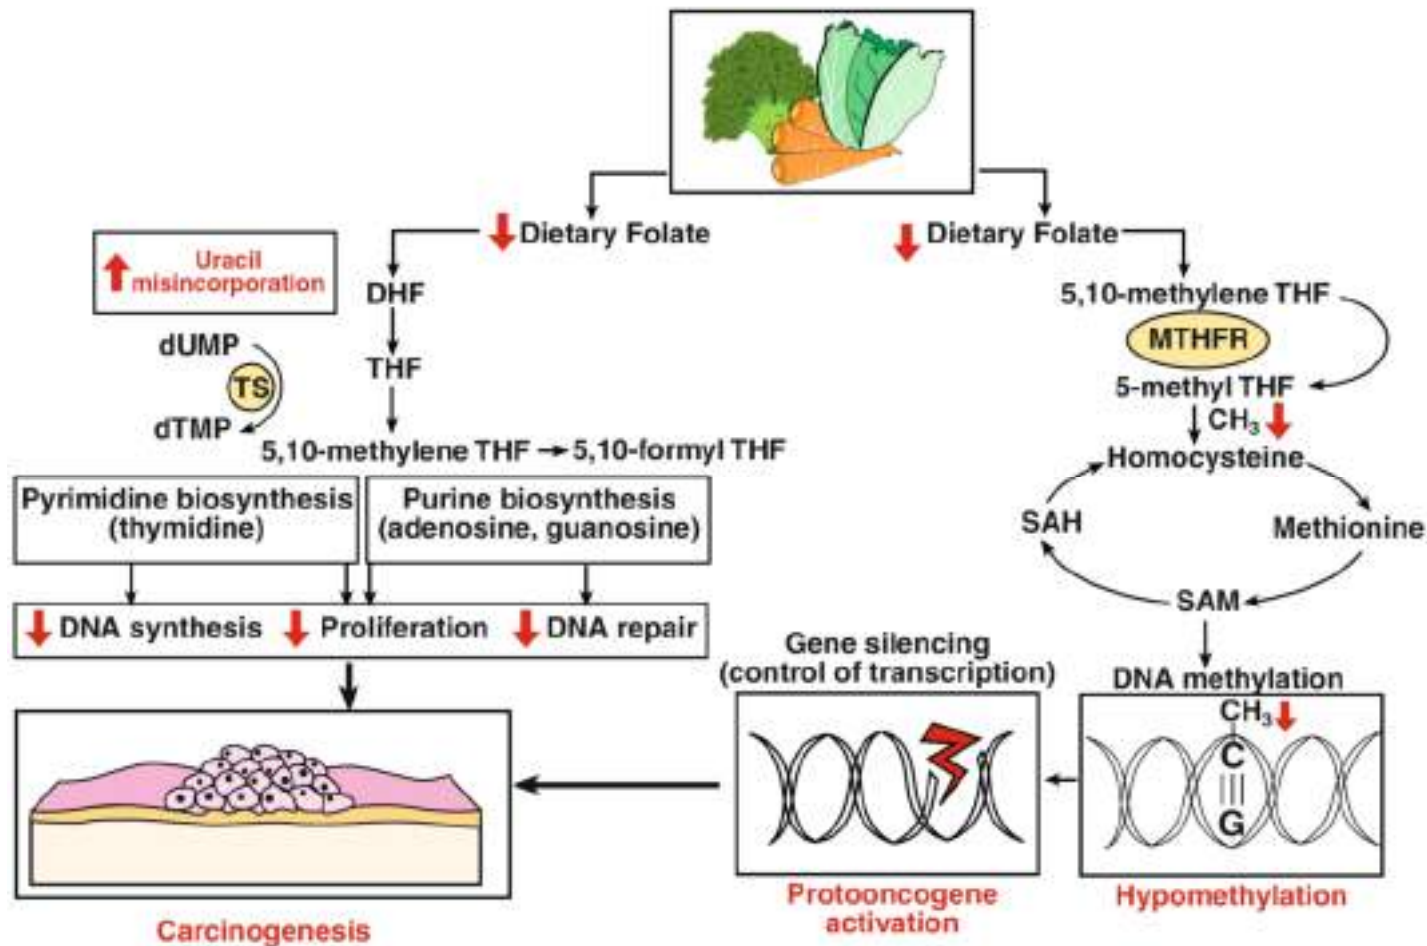 Dietary Folate
Uracil
misincorporation
DHF
dUMP
TS
dTMP
THF
5,10-methylene THF
5,10-formyl THF
Pyrimidine biosynthesis
(thymidine)
Purine biosynthesis
(adenosine, guanosine)
DNA synthesis
Proliferation
DNA repair
Dietary Folate
5,10-methylene THF
MTHFR
5-methyl THF
CH₃
Homocysteine
SAH
Methionine
SAM
DNA methylation
CH₃
C
G
Hypomethylation
Gene silencing
(control of transcription)
Protooncogene
activation
Carcinogenesis